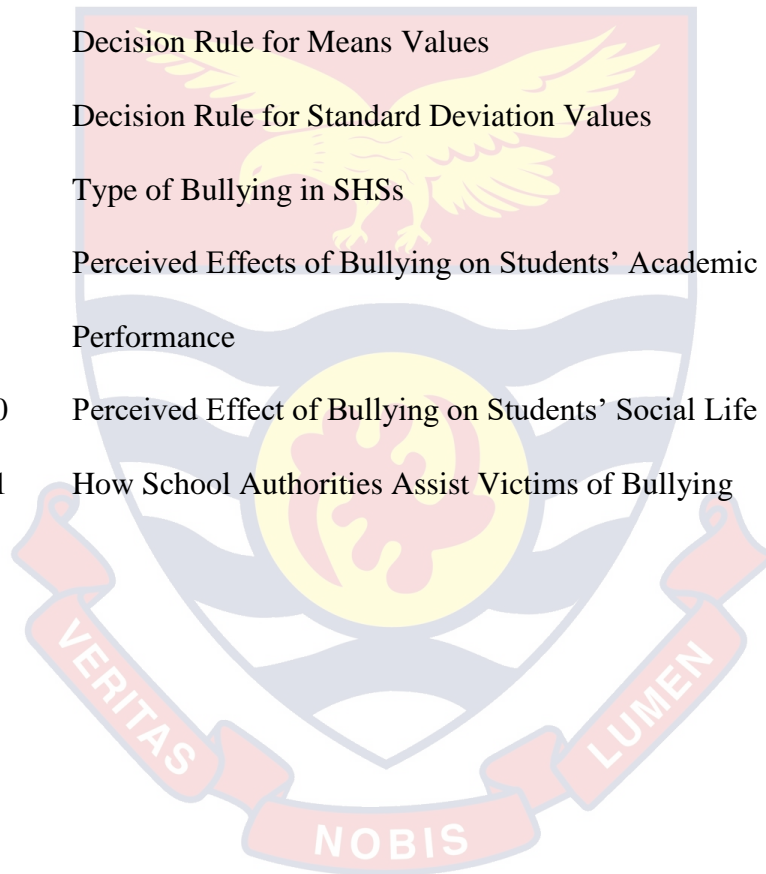 Decision Rule for Means Values
Decision Rule for Standard Deviation Values
Type of Bullying in SHSs
Perceived Effects of Bullying on Students’ Academic
Performance
0 Perceived Effect of Bullying on Students’ Social Life
1 How School Authorities Assist Victims of Bullying
VERITAS
NOBIS
LUMEN